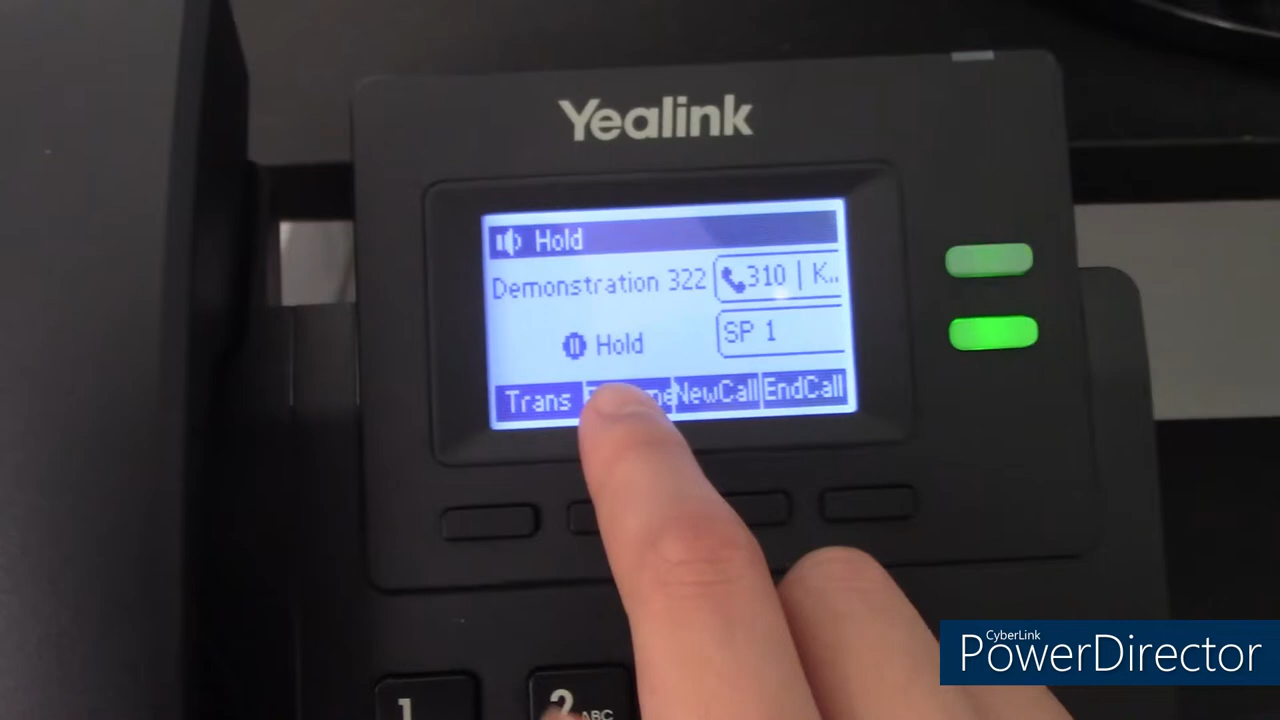 Yealink
Hold
Demonstration 322
310 | K..
Hold
SP 1
Trans
NewCall
EndCall
1
2 ABC
CyberLink
PowerDirector